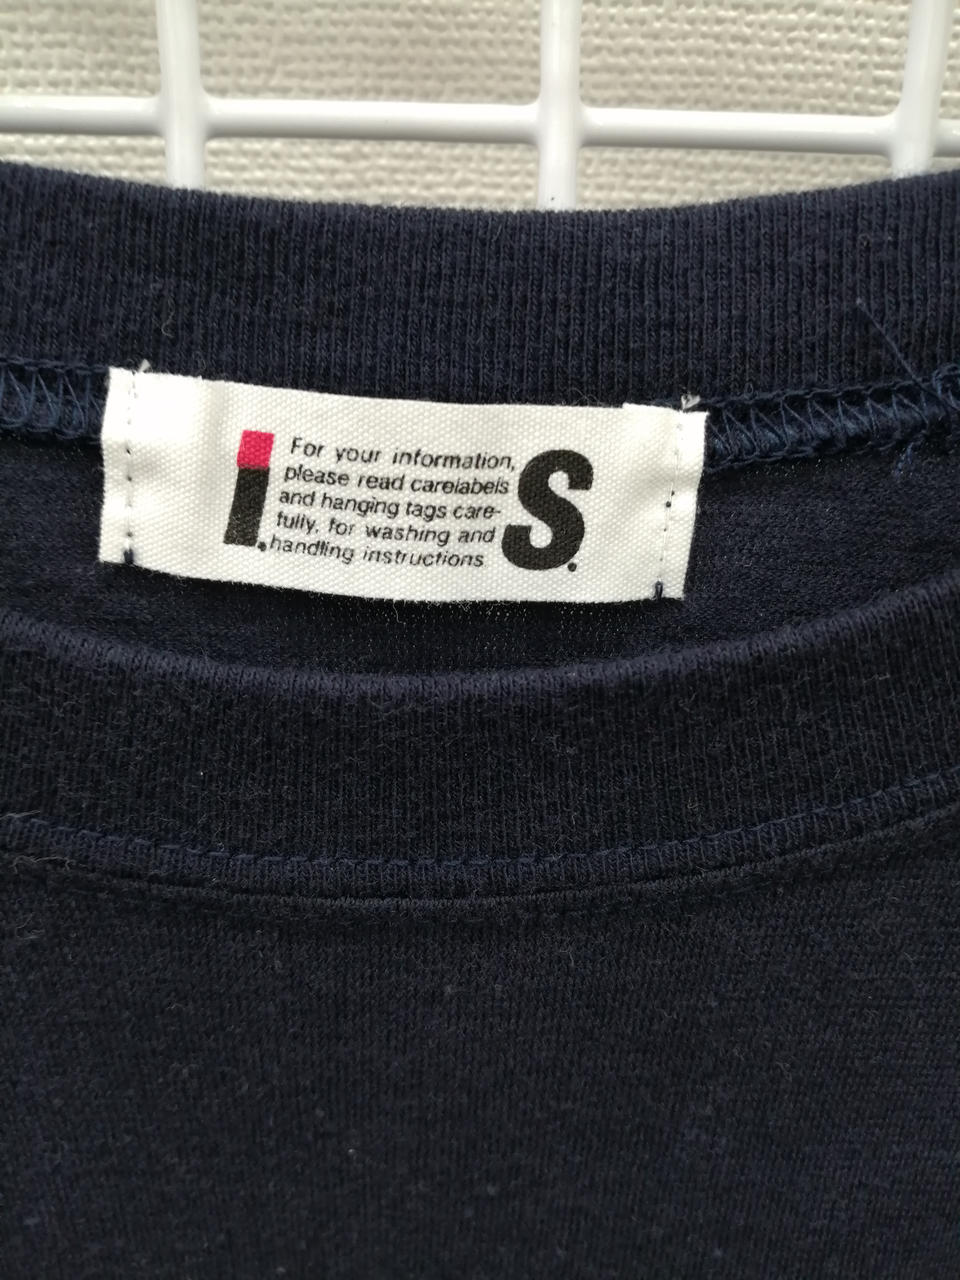 i.
For your information,
please read carelabels
and hanging tags care-
fully, for washing and
handling instructions
S.